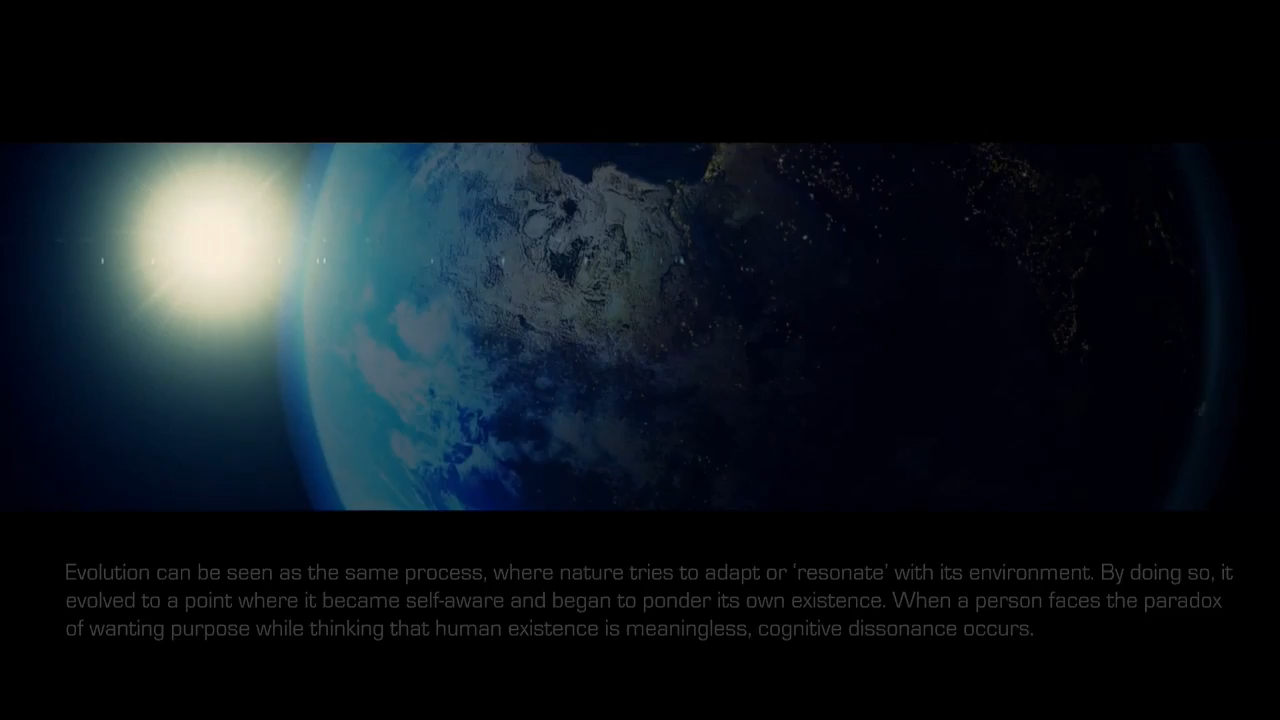 Evolution can be seen as the same process, where nature tries to adapt or ‘resonate’ with its environment. By doing so, it
evolved to a point where it became self-aware and began to ponder its own existence. When a person faces the paradox
of wanting purpose while thinking that human existence is meaningless, cognitive dissonance occurs.